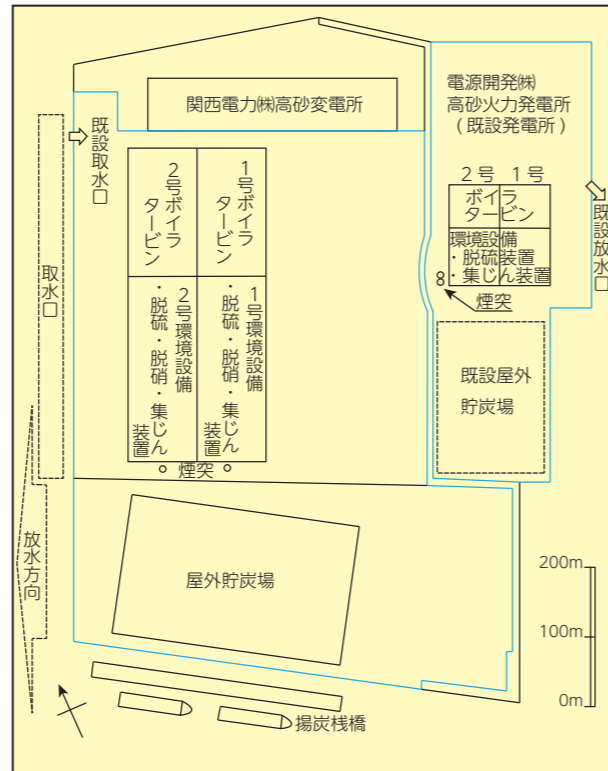 関西電力㈱高砂変電所
電源開発㈱
高砂火力発電所
(既設発電所)
既設取水口
2号ボイラ
タービン
1号ボイラ
タービン
2号 1号
ボイラ
タービン
環境設備
・脱硫装置
・集じん装置
煙突
既設放水口
取水口
2号環境設備
・脱硫・脱硝・集じん
装置
1号環境設備
・脱硫・脱硝・集じん
装置
煙突
既設屋外
貯炭場
放水方向
屋外貯炭場
200m
100m
0m
揚炭桟橋